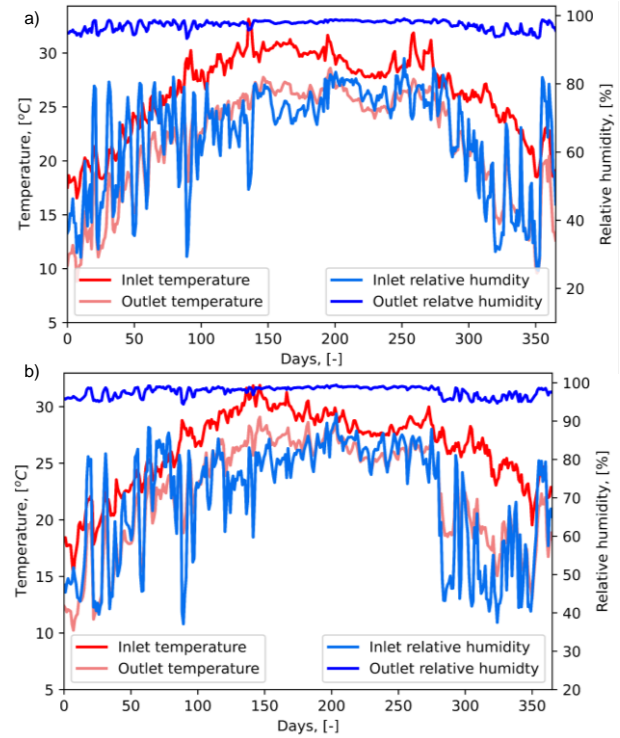 a)
Temperature, [°C]
30
25
20
15
10
5
0 50 100 150 200 250 300 350
Days, [-]
100
80
60
40
20
Relative humidity, [%]
Inlet temperature
Outlet temperature
Inlet relative humdity
Outlet relatve humidity
b)
Temperature, [°C]
30
25
20
15
10
5
0 50 100 150 200 250 300 350
Days, [-]
100
90
80
70
60
50
40
30
20
Relative humidity, [%]
Inlet temperature
Outlet temperature
Inlet relative humidity
Outlet relative humidity